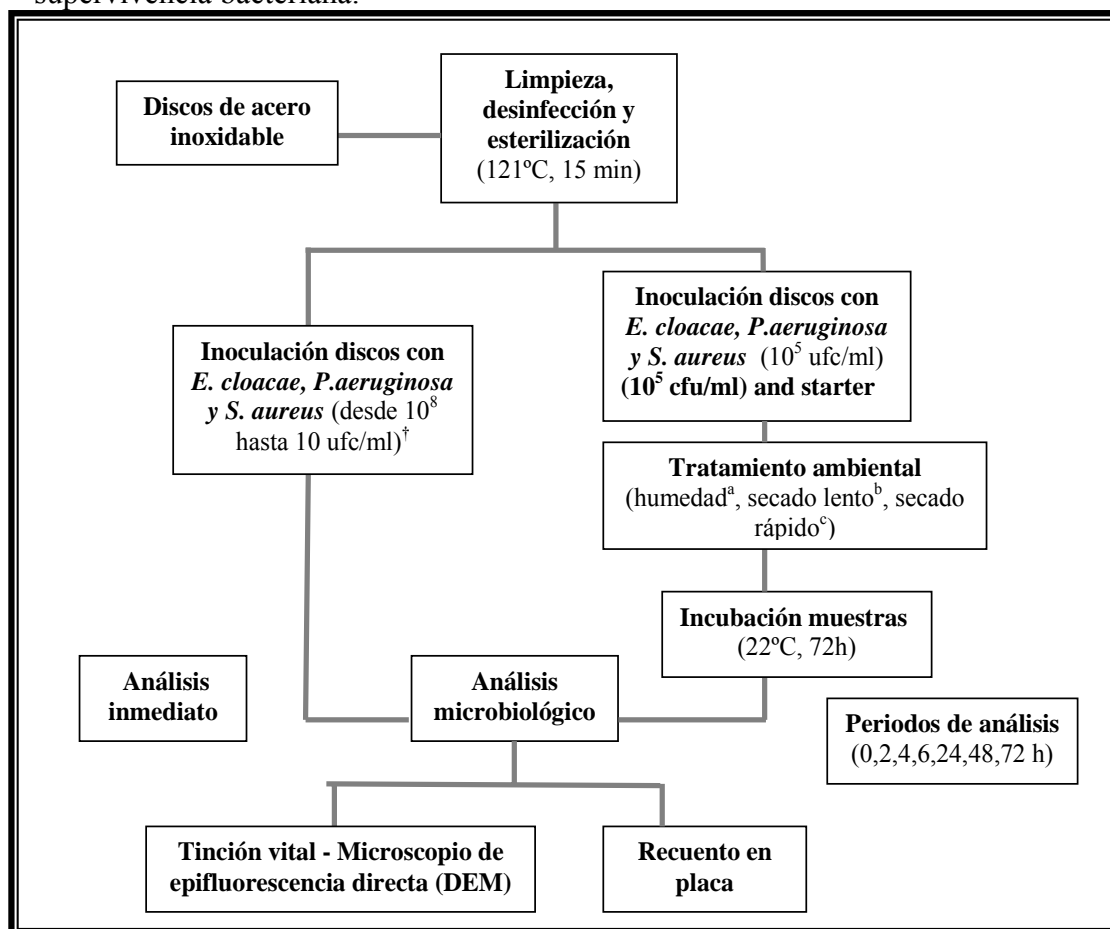 supervivencia bacteriana.
Discos de acero
inoxidable
Limpieza,
desinfección y
esterilización
(121ºC, 15 min)
Inoculación discos con
E. cloacae, P.aeruginosa
y S. aureus (desde 10⁸
hasta 10 ufc/ml)†
Inoculación discos con
E. cloacae, P.aeruginosa
y S. aureus (10⁵ ufc/ml)
(10⁵ cfu/ml) and starter
Tratamiento ambiental
(humedadᵃ, secado lentoᵇ, secado
rápidoᶜ)
Incubación muestras
(22ºC, 72h)
Análisis
inmediato
Análisis
microbiológico
Periodos de análisis
(0,2,4,6,24,48,72 h)
Tinción vital - Microscopio de
epifluorescencia directa (DEM)
Recuento en
placa